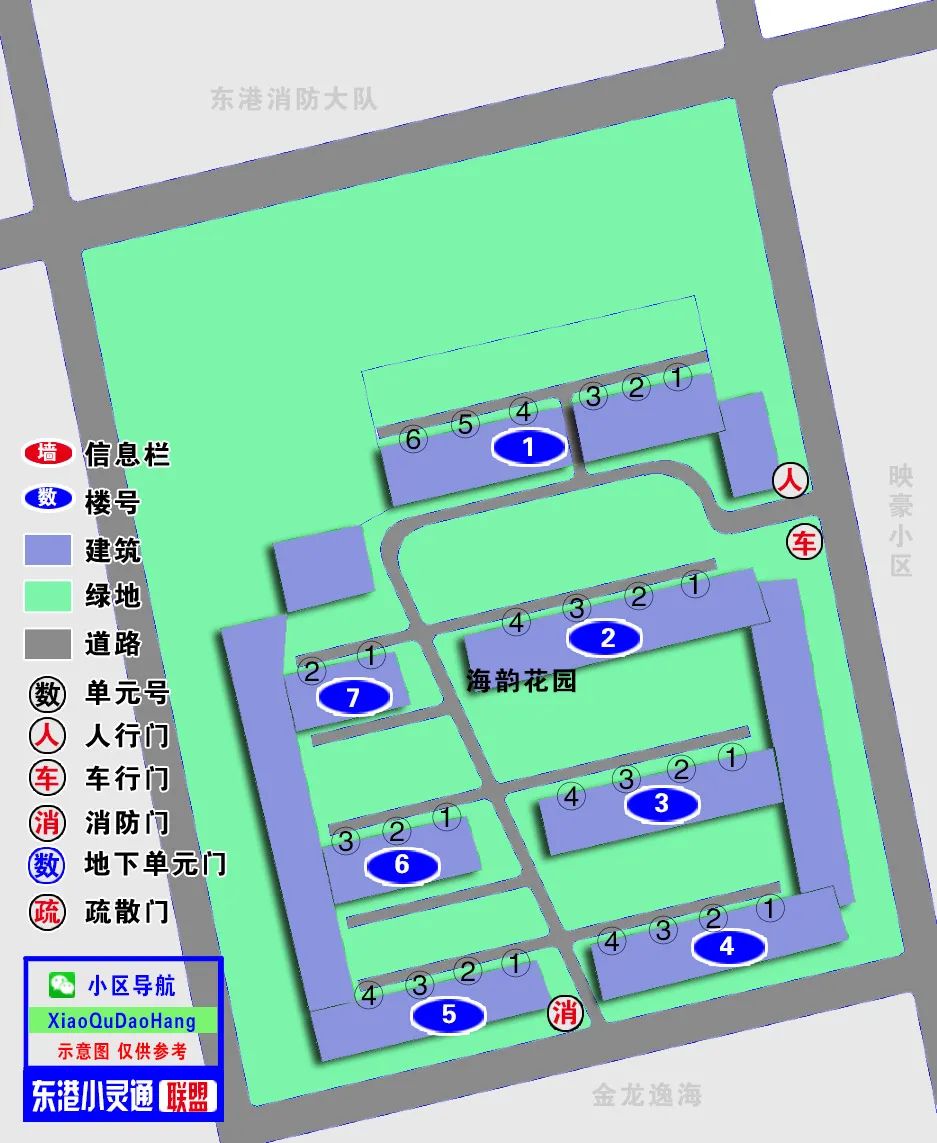 东港消防大队
1
2
3
4
5
6
1
墙 信息栏
数 楼号
建筑
绿地
道路
数 单元号
人 人行门
车 车行门
消 消防门
数 地下单元门
疏 疏散门
人
车
映豪小区
1
2
3
4
2
海韵花园
1
2
7
1
2
3
4
3
1
2
3
6
1
2
3
4
4
1
2
3
4
5
消
金龙逸海
小区导航
XiaoQuDaoHang
示意图 仅供参考
东港小灵通 联盟